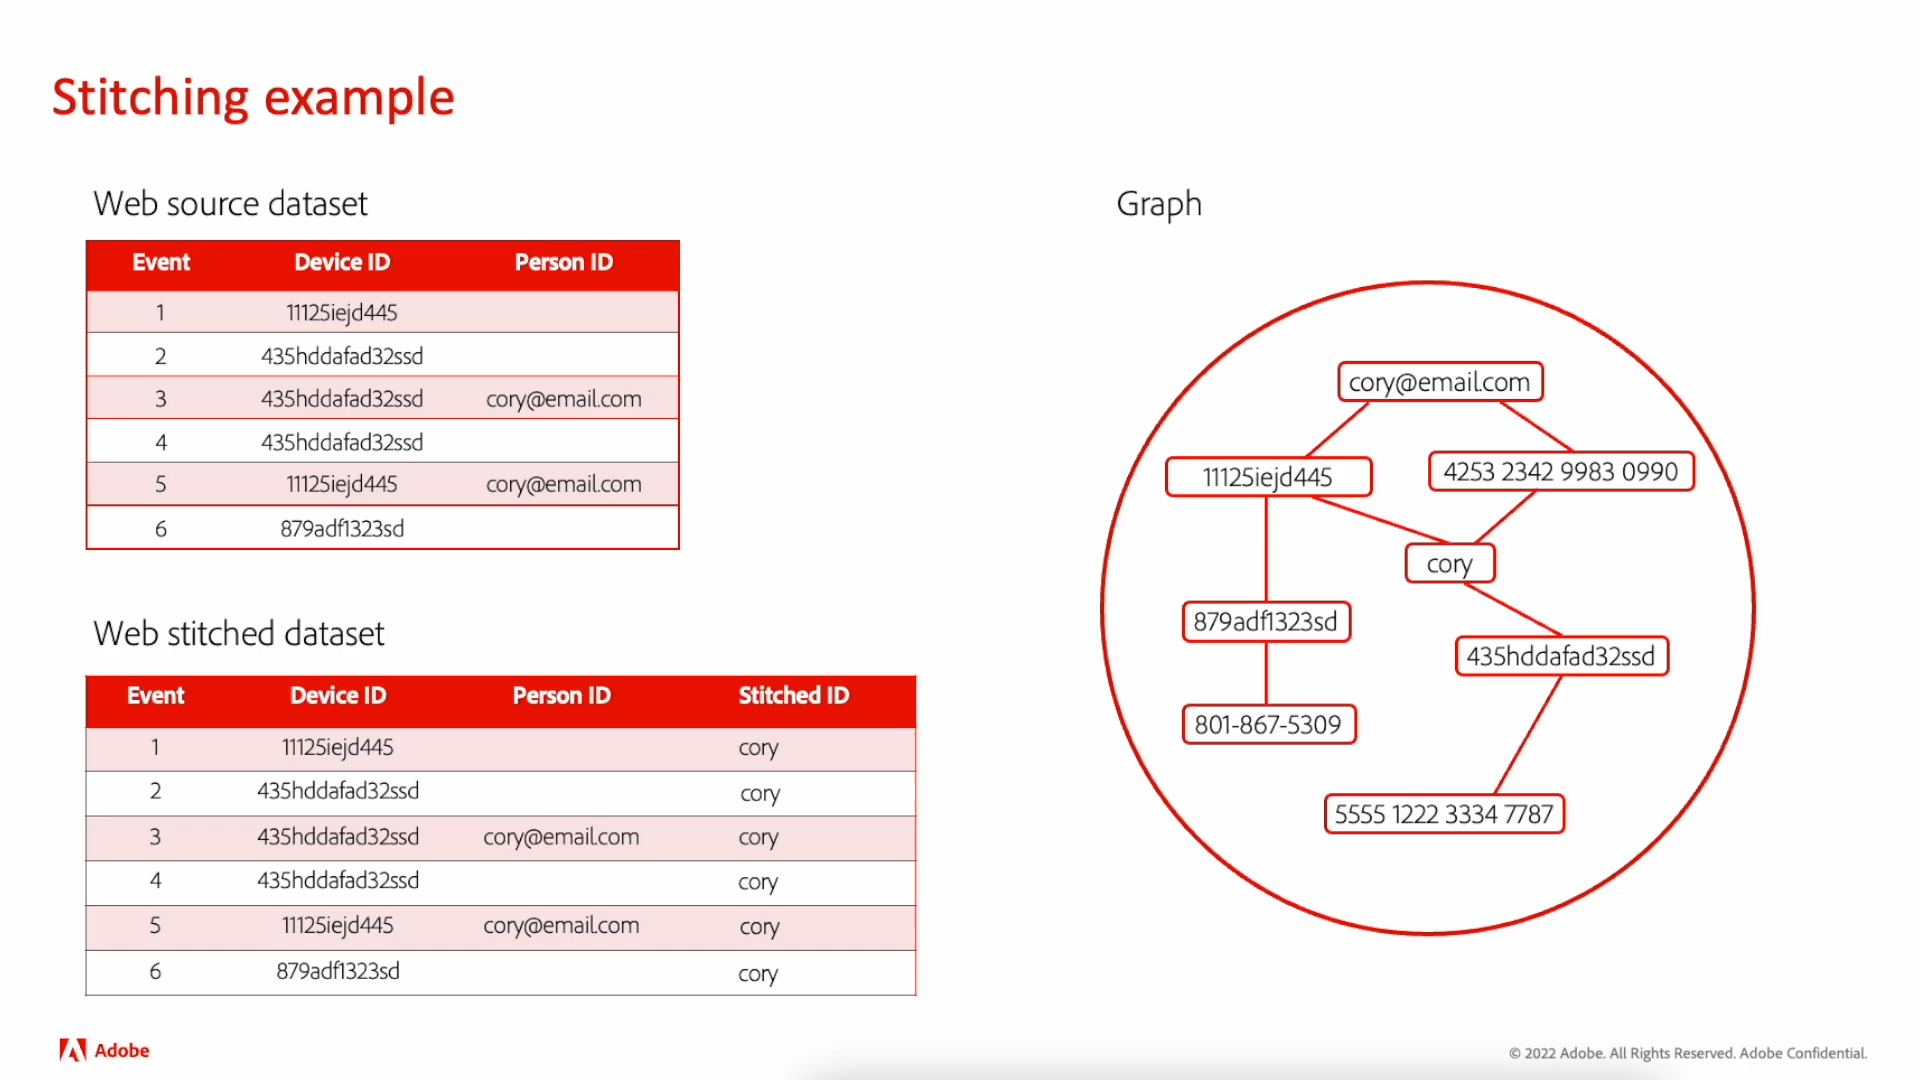 Stitching example
Web source dataset
Event Device ID Person ID
1 11125iejd445
2 435hddafad32ssd
3 435hddafad32ssd cory@email.com
4 435hddafad32ssd
5 11125iejd445 cory@email.com
6 879adf1323sd
Web stitched dataset
Event Device ID Person ID Stitched ID
1 11125iejd445 cory
2 435hddafad32ssd cory
3 435hddafad32ssd cory@email.com cory
4 435hddafad32ssd cory
5 11125iejd445 cory@email.com cory
6 879adf1323sd cory
Graph
cory@email.com
11125iejd445
4253 2342 9983 0990
cory
879adf1323sd
435hddafad32ssd
801-867-5309
5555 1222 3334 7787
Adobe
© 2022 Adobe. All Rights Reserved. Adobe Confidential.